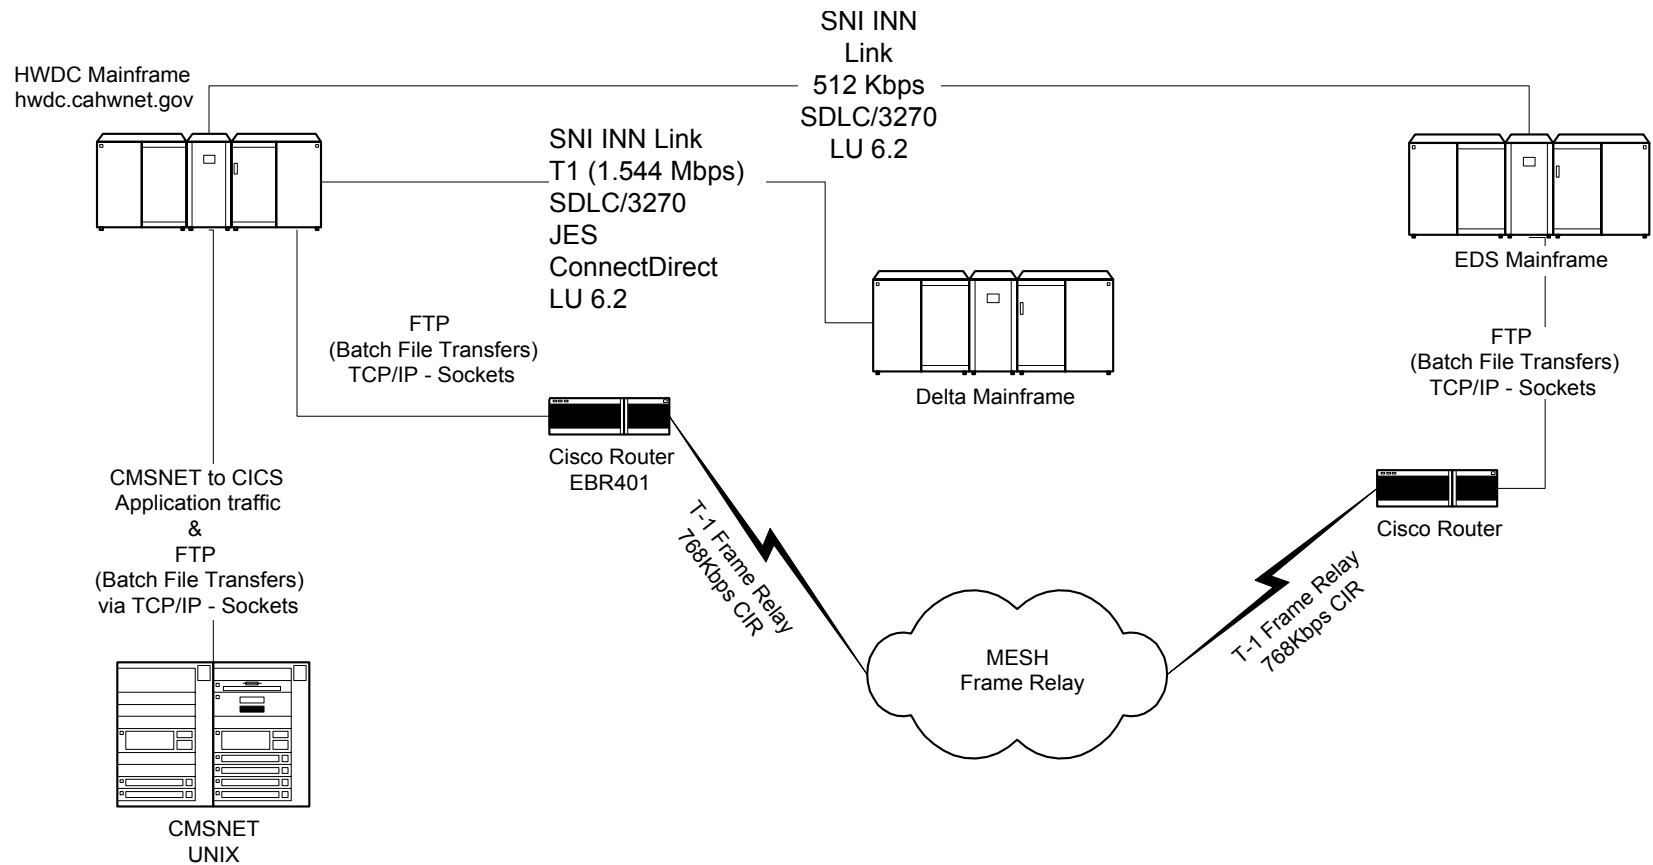 SNI INN
Link
512 Kbps
SDLC/3270
LU 6.2
HWDC Mainframe
hwdc.cahwnet.gov
SNI INN Link
T1 (1.544 Mbps)
SDLC/3270
JES
ConnectDirect
LU 6.2
EDS Mainframe
FTP
(Batch File Transfers)
TCP/IP - Sockets
FTP
(Batch File Transfers)
TCP/IP - Sockets
Delta Mainframe
Cisco Router
EBR401
CMSNET to CICS
Application traffic
&
FTP
(Batch File Transfers)
via TCP/IP - Sockets
T-1 Frame Relay
768Kbps CIR
Cisco Router
T-1 Frame Relay
768Kbps CIR
MESH
Frame Relay
CMSNET
UNIX